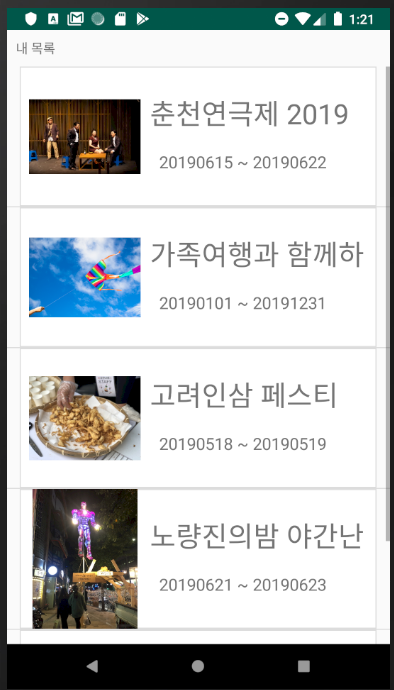 1:21
내 목록
춘천연극제 2019
20190615 ~ 20190622
가족여행과 함께하
20190101 ~ 20191231
고려인삼 페스티
20190518 ~ 20190519
노량진의밤 야간난
20190621 ~ 20190623